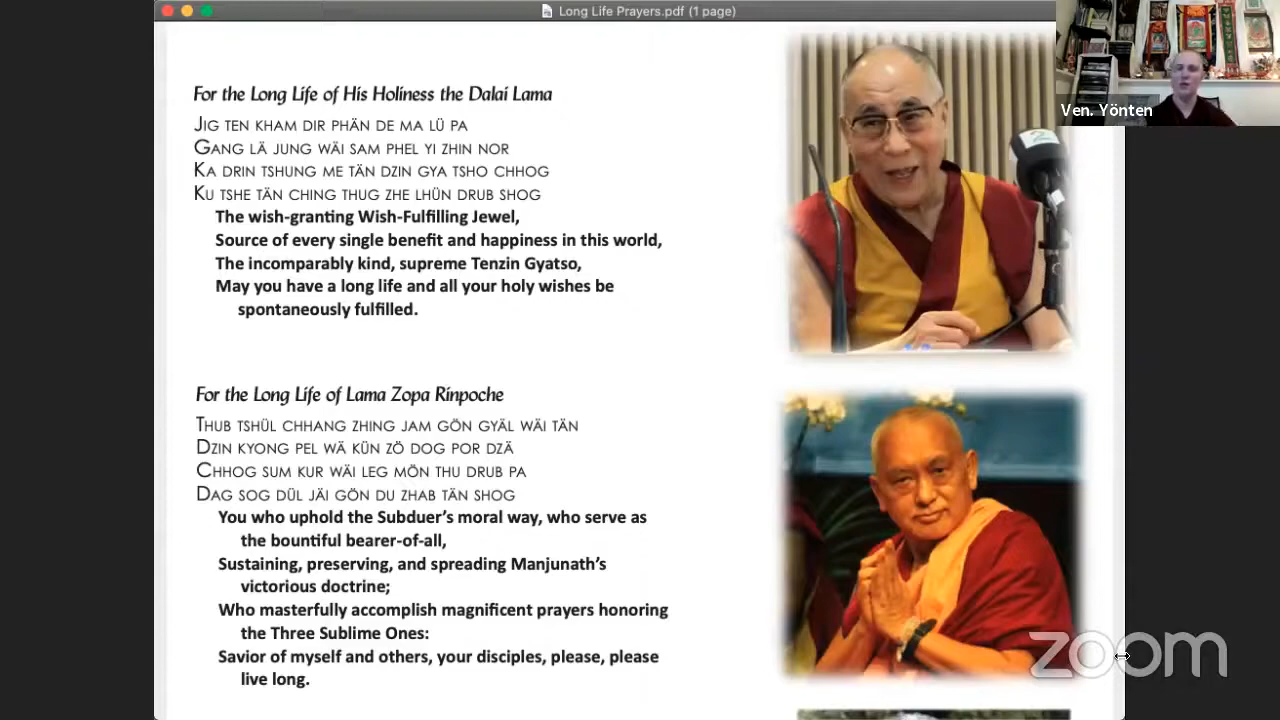 Long Life Prayers.pdf (1 page)
Ven. Yönten
For the Long Life of His Holiness the Dalai Lama
JIG TEN KHAM DIR PHÄN DE MA LÜ PA
GANG LÄ JUNG WÄI SAM PHEL YI ZHIN NOR
KA DRIN TSHUNG ME TÄN DZIN GYA TSHO CHHOG
KU TSHE TÄN CHING THUG ZHE LHÜN DRUB SHOG
The wish-granting Wish-Fulfilling Jewel,
Source of every single benefit and happiness in this world,
The incomparably kind, supreme Tenzin Gyatso,
May you have a long life and all your holy wishes be
spontaneously fulfilled.
2
For the Long Life of Lama Zopa Rinpoche
THUB TSHÜL CHHANG ZHING JAM GÖN GYÄL WÄI TÄN
DZIN KYONG PEL WÄ KÜN ZÖ DOG POR DZÄ
CHHOG SUM KUR WÄI LEG MÖN THU DRUB PA
DAG SOG DÜL JÄI GÖN DU ZHAB TÄN SHOG
You who uphold the Subduer's moral way, who serve as
the bountiful bearer-of-all,
Sustaining, preserving, and spreading Manjunath's
victorious doctrine;
Who masterfully accomplish magnificent prayers honoring
the Three Sublime Ones:
Savior of myself and others, your disciples, please, please
live long.
zoom